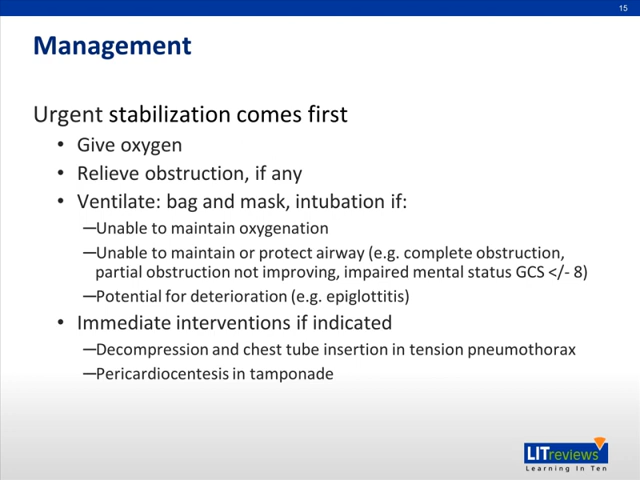 15
Management
Urgent stabilization comes first
• Give oxygen
• Relieve obstruction, if any
• Ventilate: bag and mask, intubation if:
—Unable to maintain oxygenation
—Unable to maintain or protect airway (e.g. complete obstruction,
partial obstruction not improving, impaired mental status GCS </- 8)
—Potential for deterioration (e.g. epiglottitis)
• Immediate interventions if indicated
—Decompression and chest tube insertion in tension pneumothorax
—Pericardiocentesis in tamponade
LITreviews
Learning In Ten